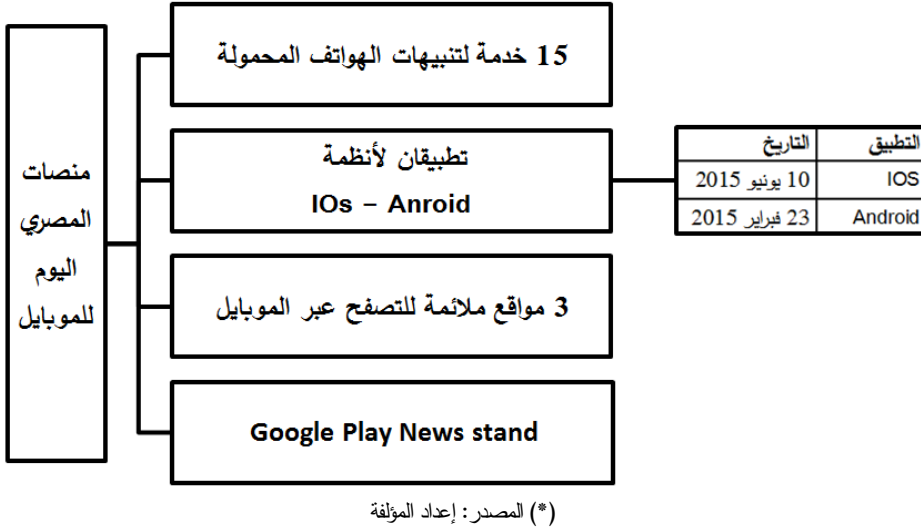 منصات
المصري
اليوم
للموبايل
15 خدمة لتنبيهات الهواتف المحمولة
تطبيقان لأنظمة
IOs – Anroid
التطبيق التاريخ
IOS 10 يونيو 2015
Android 23 فبراير 2015
3 مواقع ملائمة للتصفح عبر الموبايل
Google Play News stand
(*) المصدر: إعداد المؤلفة